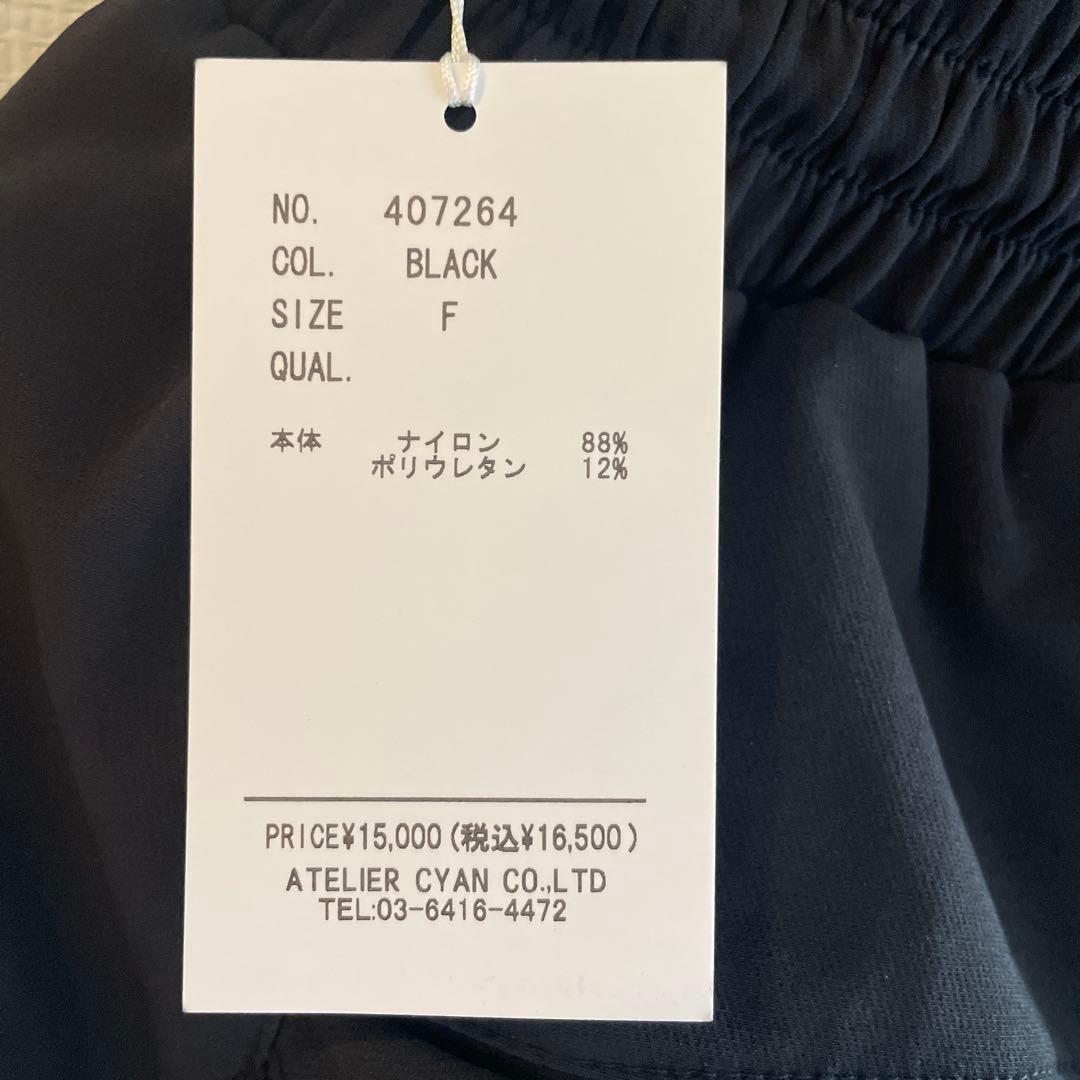 NO. 407264
COL. BLACK
SIZE F
QUAL.
本体 ナイロン 88%
ポリウレタン 12%
PRICE¥15,000(税込¥16,500)
ATELIER CYAN CO.,LTD
TEL:03-6416-4472